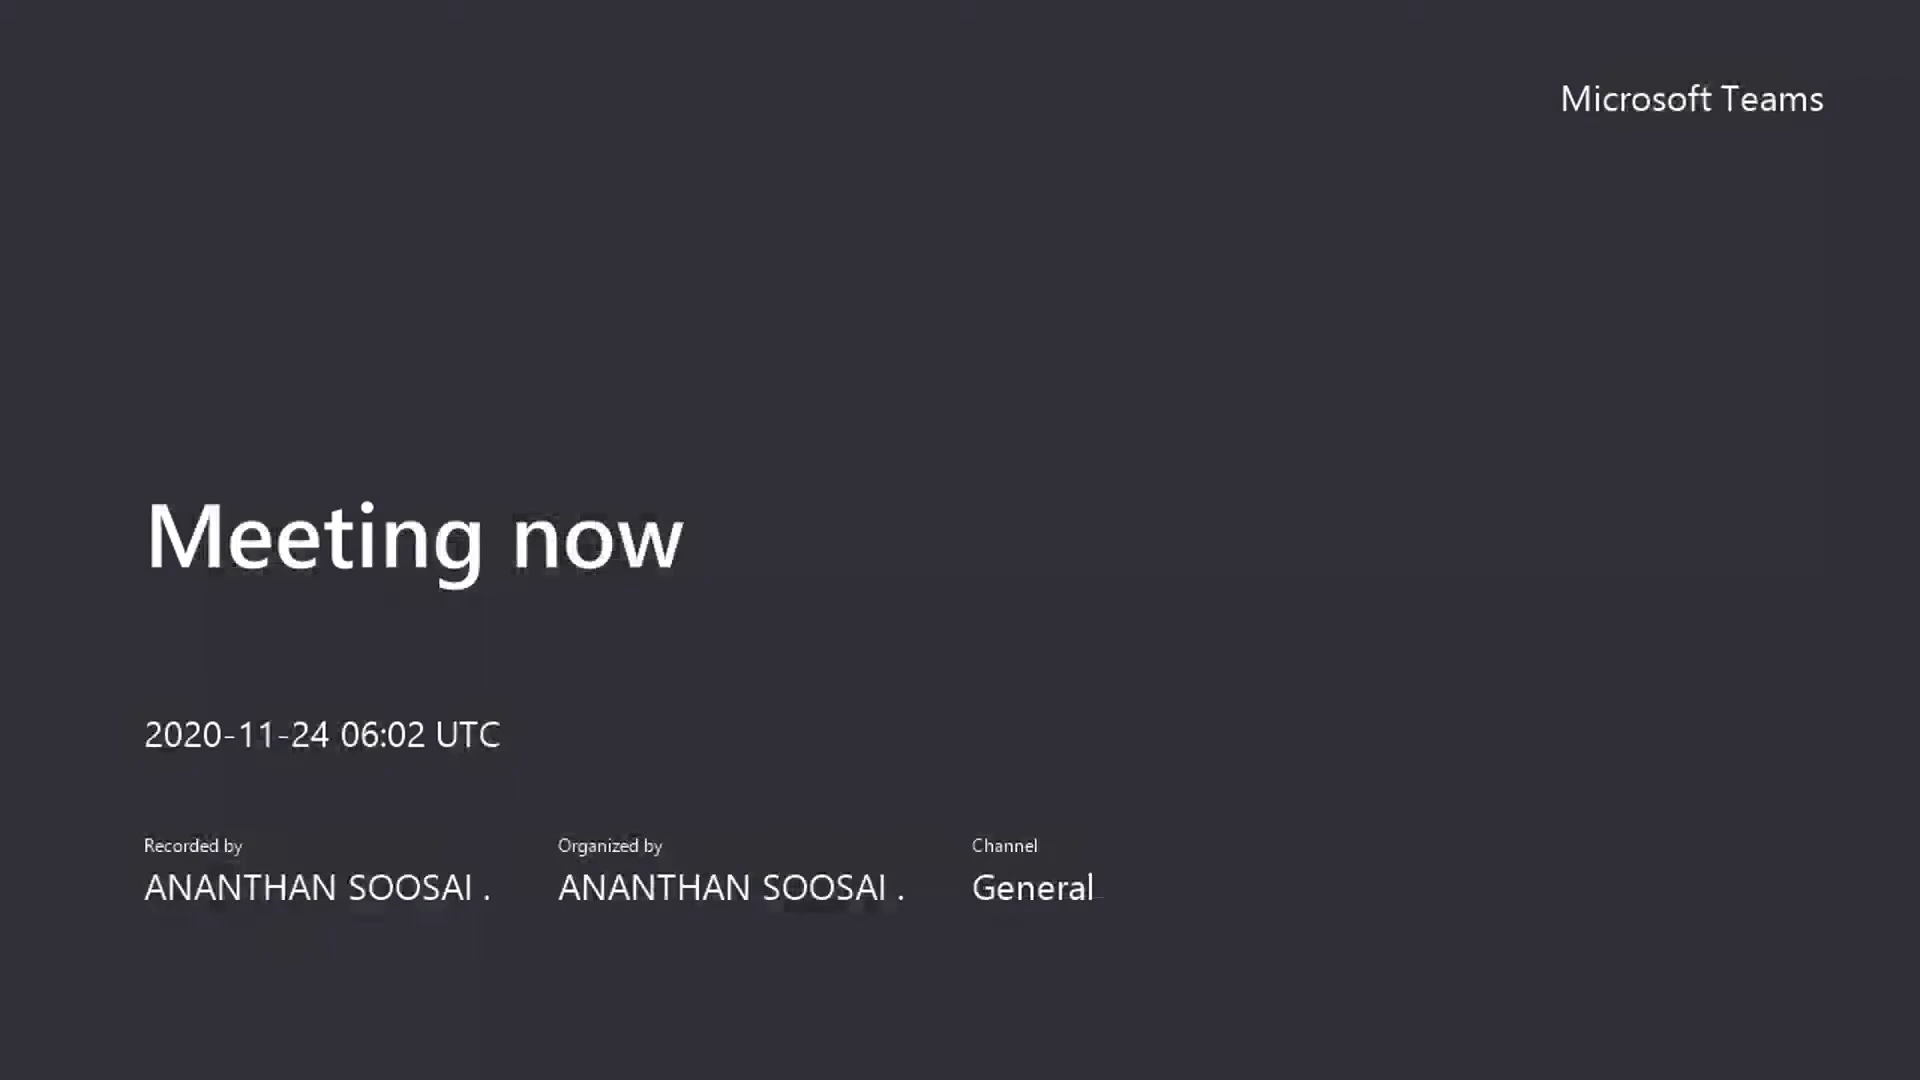 Microsoft Teams
Meeting now
2020-11-24 06:02 UTC
Recorded by
ANANTHAN SOOSAI .
Organized by
ANANTHAN SOOSAI .
Channel
General